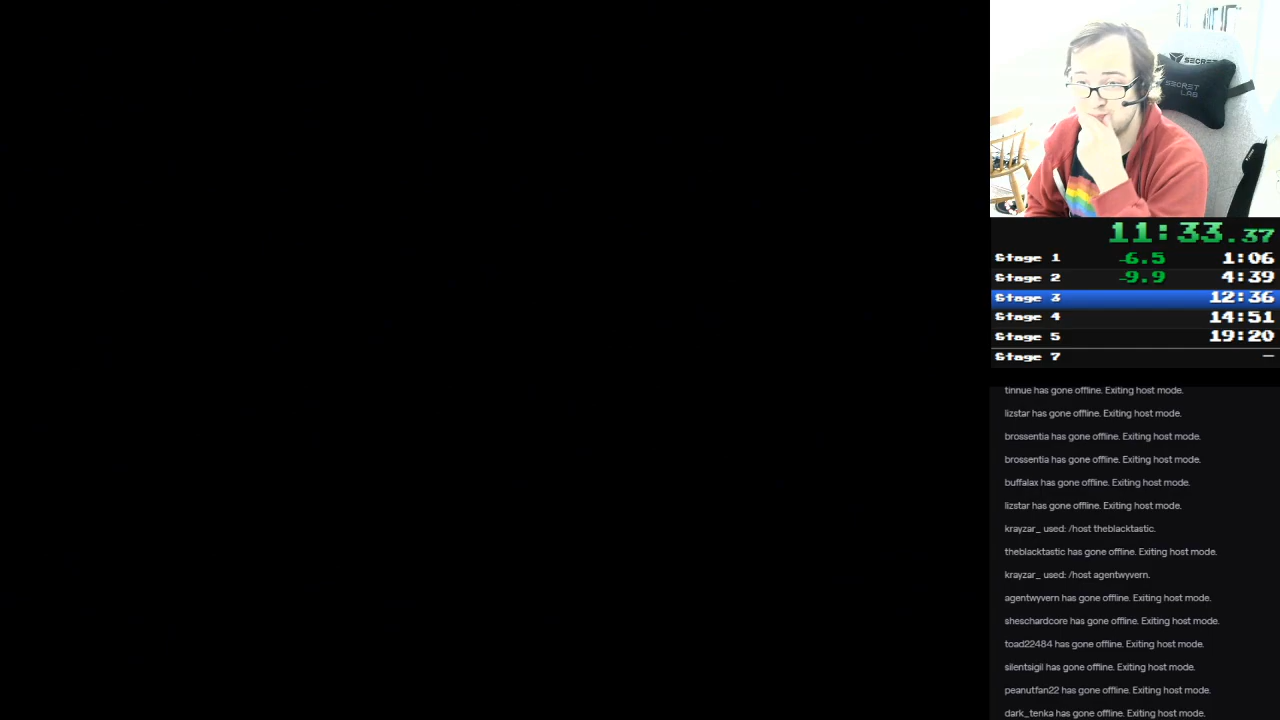 SECRET
SECRET
LAB
11:33.37
Stage 1 -6.5 1:06
Stage 2 -9.9 4:39
Stage 3 12:36
Stage 4 14:51
Stage 5 19:20
Stage 7 —
tinnue has gone offline. Exiting host mode.
lizstar has gone offline. Exiting host mode.
brossentia has gone offline. Exiting host mode.
brossentia has gone offline. Exiting host mode.
buffalax has gone offline. Exiting host mode.
lizstar has gone offline. Exiting host mode.
krayzar_ used: /host theblacktastic.
theblacktastic has gone offline. Exiting host mode.
krayzar_ used: /host agentwyvern.
agentwyvern has gone offline. Exiting host mode.
sheschardcore has gone offline. Exiting host mode.
toad22484 has gone offline. Exiting host mode.
silentsigil has gone offline. Exiting host mode.
peanutfan22 has gone offline. Exiting host mode.
dark_tenka has gone offline. Exiting host mode.